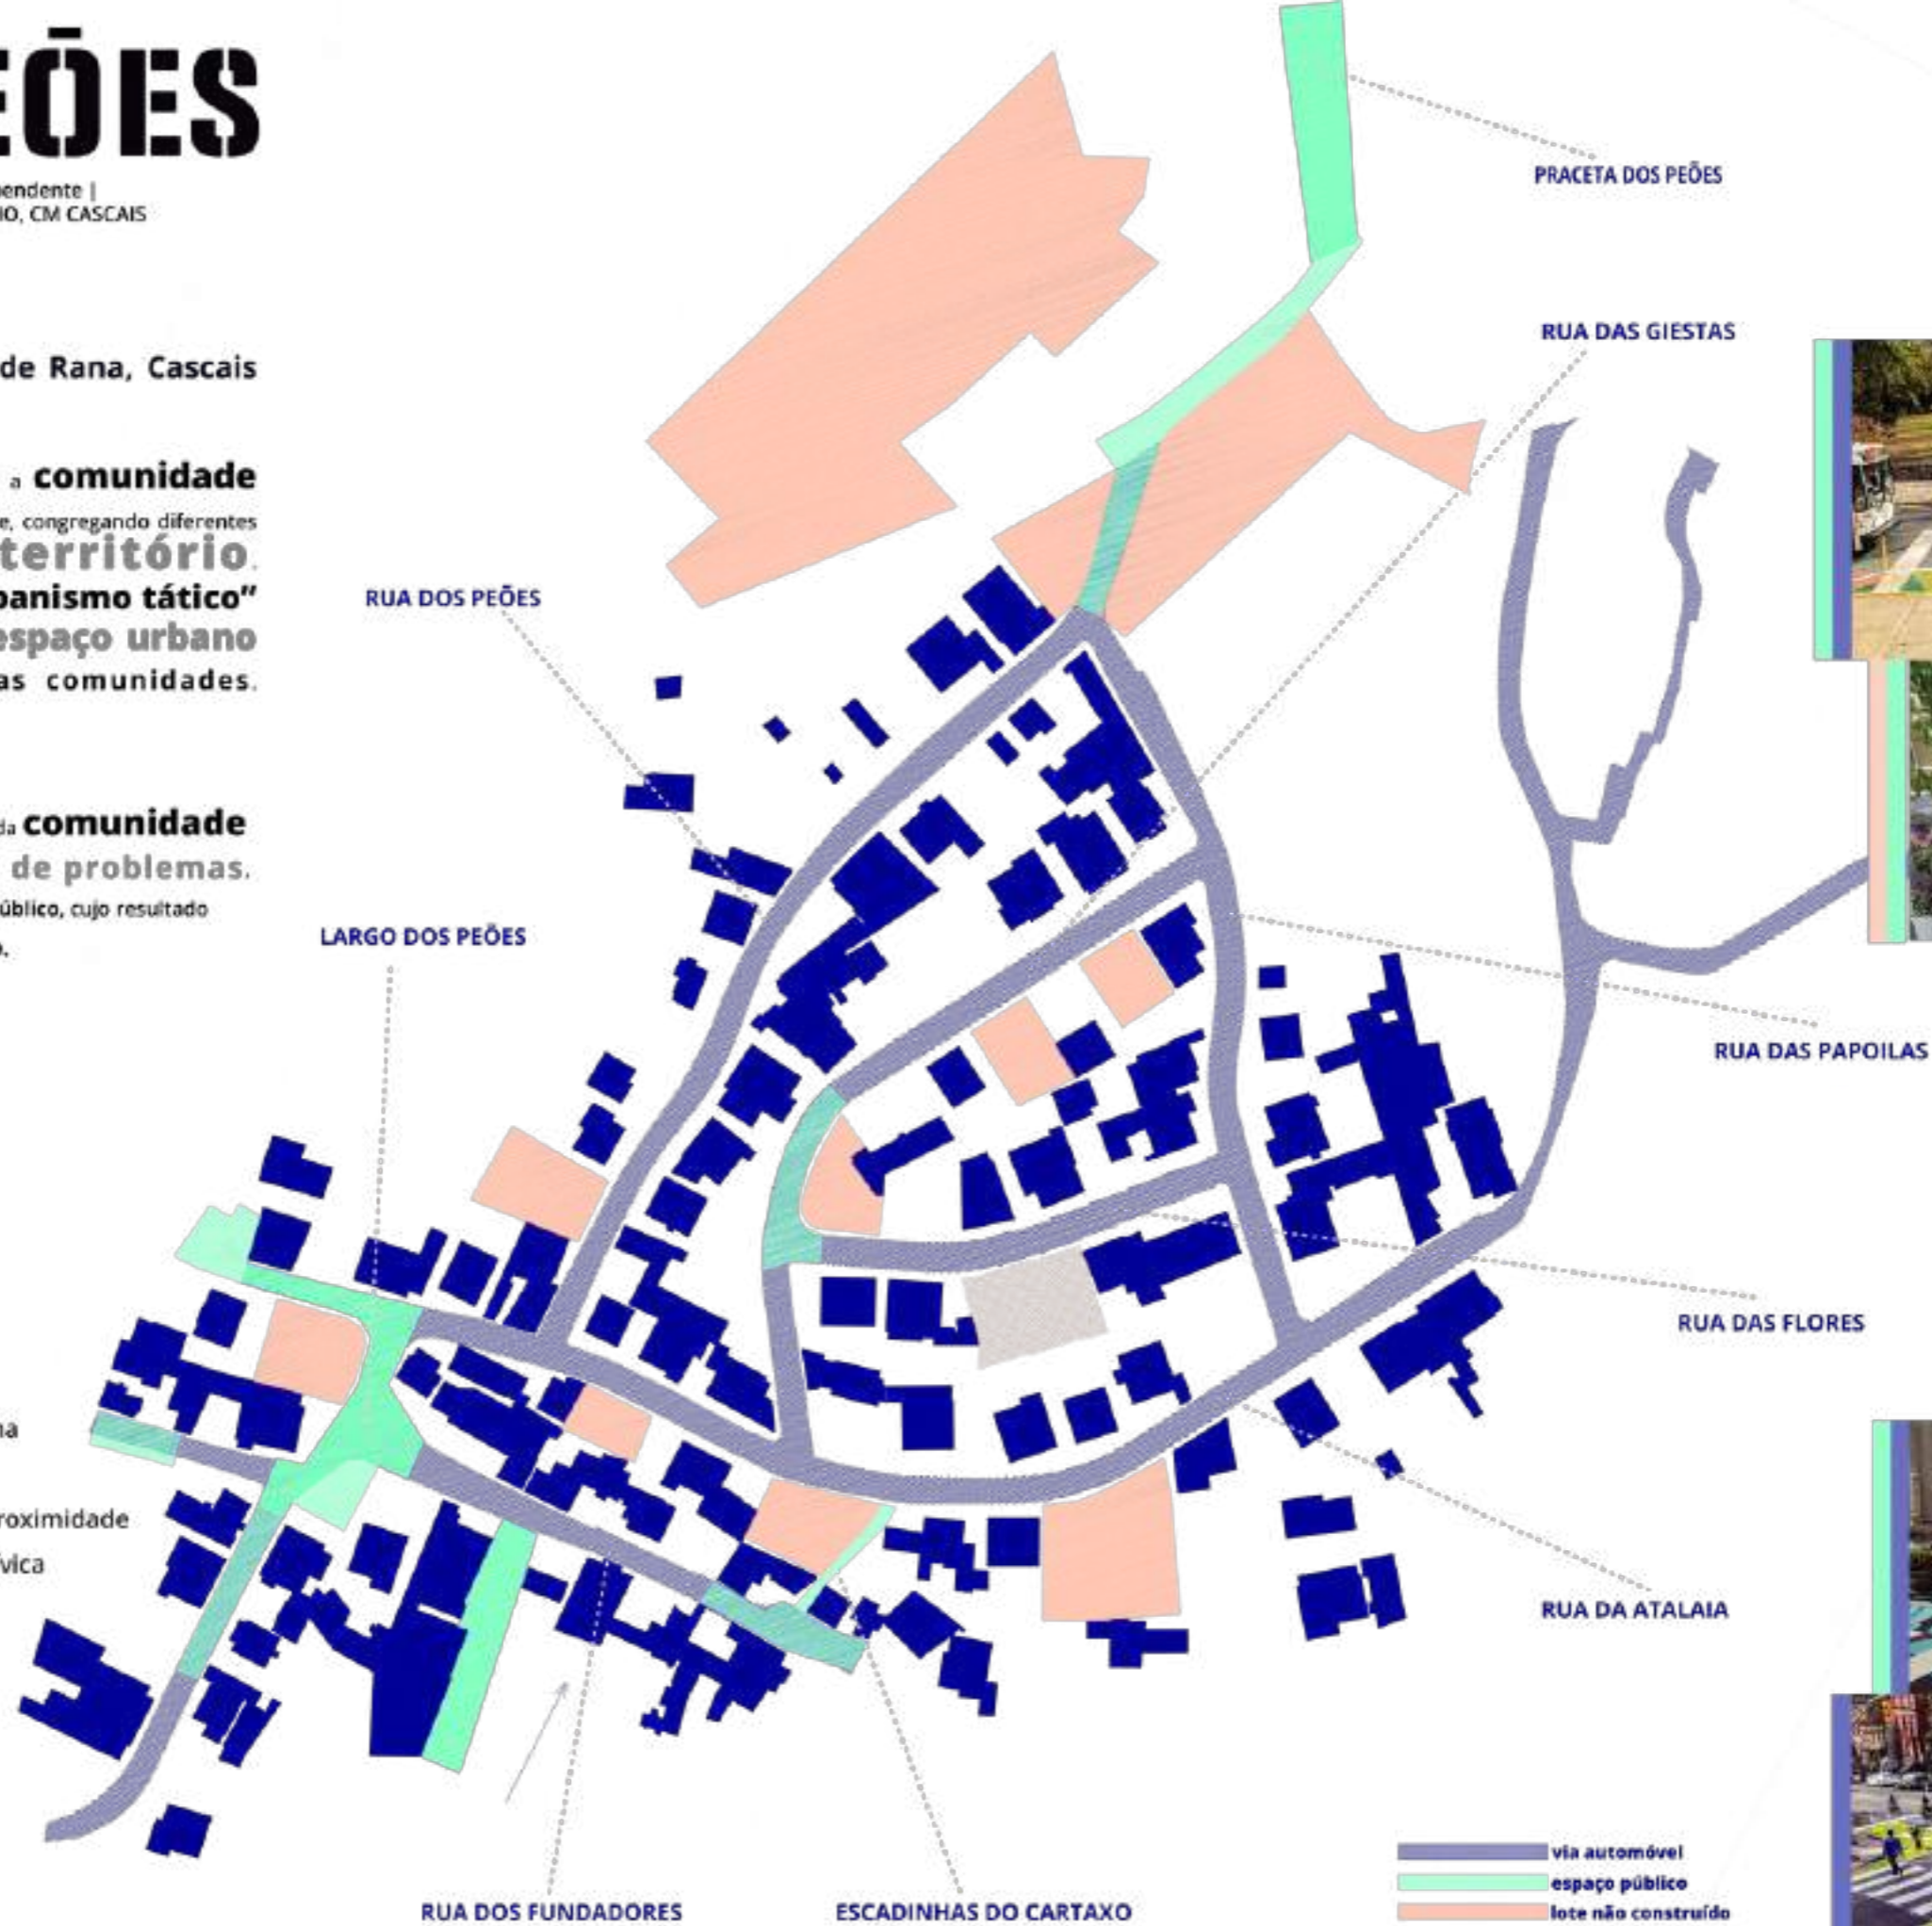 EÕES
endente |
IO, CM CASCAIS
de Rana, Cascais
a comunidade
e, congregando diferentes
território.
banismo tático”
espaço urbano
as comunidades.
da comunidade
de problemas.
úblico, cujo resultado
o.
na
roximidade
vica
PRACETA DOS PEÕES
RUA DAS GIESTAS
RUA DOS PEÕES
LARGO DOS PEÕES
RUA DAS PAPOILAS
RUA DAS FLORES
RUA DA ATALAIA
RUA DOS FUNDADORES
ESCADINHAS DO CARTAXO
via automóvel
espaço público
lote não construído